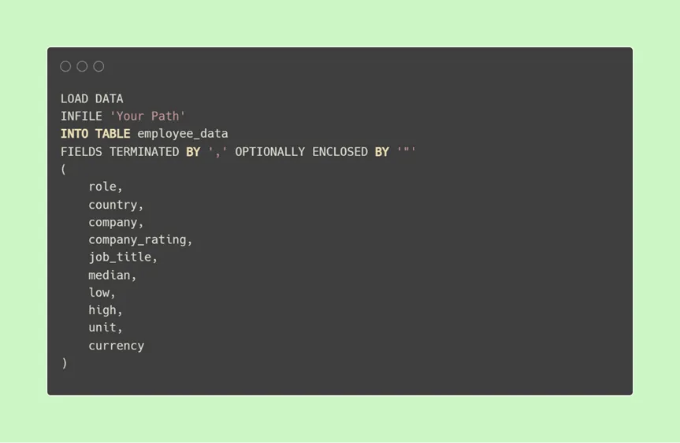 LOAD DATA
INFILE 'Your Path'
INTO TABLE employee_data
FIELDS TERMINATED BY ',' OPTIONALLY ENCLOSED BY '"'
(
role,
country,
company,
company_rating,
job_title,
median,
low,
high,
unit,
currency
)